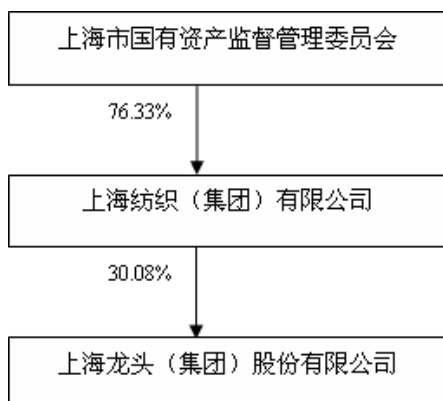 上海市国有资产监督管理委员会
76.33%
上海纺织（集团）有限公司
30.08%
上海龙头（集团）股份有限公司